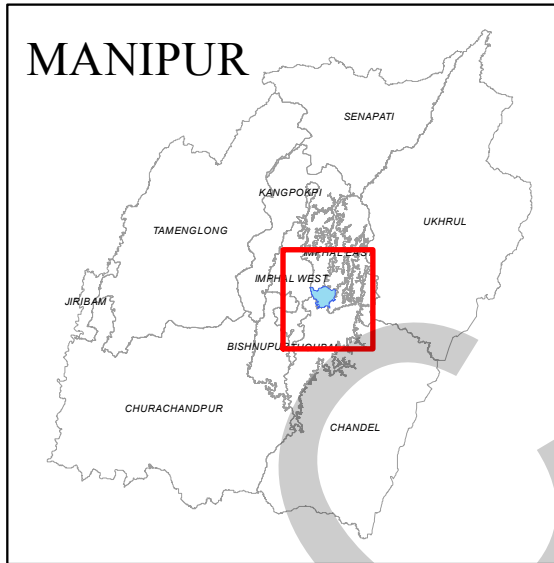 MANIPUR
SENAPATI
KANGPOKPI
UKHRUL
TAMENGLONG
IMPHAL EAST
IMPHAL WEST
JIRIBAM
BISHNUPUR
CHURACHANDPUR
CHANDEL